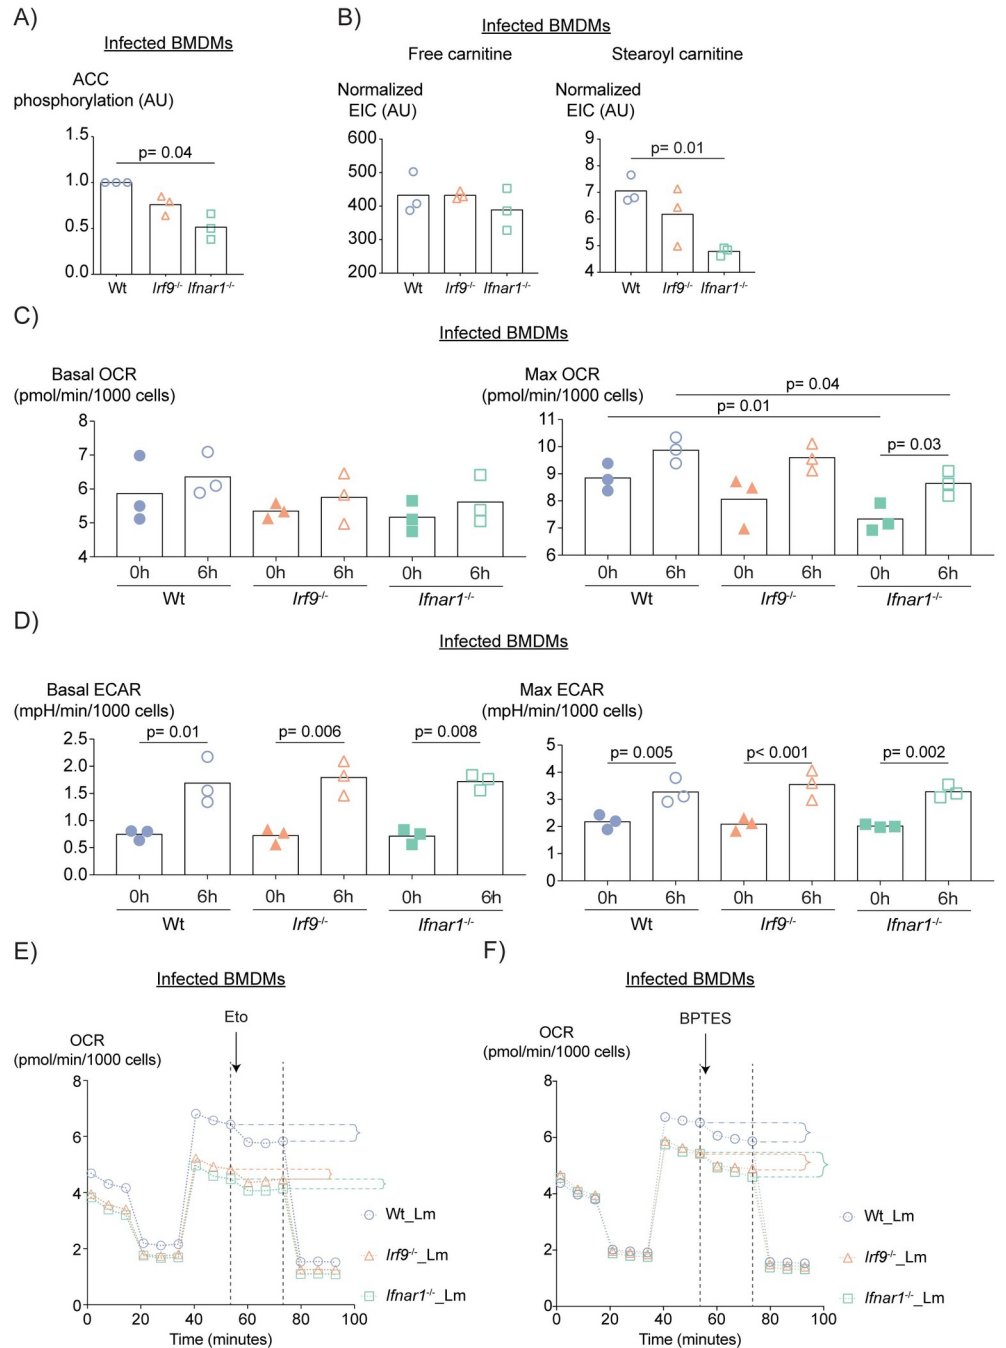 A)
Infected BMDMs
ACC
phosphorylation (AU)
1.5
p= 0.04
1.0
0.5
0.0
Wt Irf9-/- Ifnar1-/-
B)
Infected BMDMs
Free carnitine
Normalized
EIC (AU)
600
500
400
300
200
Wt Irf9-/- Ifnar1-/-
Stearoyl carnitine
Normalized
EIC (AU)
9
p= 0.01
8
7
6
5
4
Wt Irf9-/- Ifnar1-/-
C)
Infected BMDMs
Basal OCR
(pmol/min/1000 cells)
8
7
6
5
4
0h 6h 0h 6h 0h 6h
Wt Irf9-/- Ifnar1-/-
Max OCR
(pmol/min/1000 cells)
p= 0.04
p= 0.01
p= 0.03
11
10
9
8
7
6
0h 6h 0h 6h 0h 6h
Wt Irf9-/- Ifnar1-/-
D)
Infected BMDMs
Basal ECAR
(mpH/min/1000 cells)
p= 0.01 p= 0.006 p= 0.008
2.5
2.0
1.5
1.0
0.5
0.0
0h 6h 0h 6h 0h 6h
Wt Irf9-/- Ifnar1-/-
Max ECAR
(mpH/min/1000 cells)
p= 0.005 p< 0.001 p= 0.002
5
4
3
2
1
0
0h 6h 0h 6h 0h 6h
Wt Irf9-/- Ifnar1-/-
E)
Infected BMDMs
Eto
OCR
(pmol/min/1000 cells)
8
6
4
2
0
0 20 40 60 80 100
Time (minutes)
Wt_Lm
Irf9-/-_Lm
Ifnar1-/-_Lm
F)
Infected BMDMs
BPTES
OCR
(pmol/min/1000 cells)
8
6
4
2
0
0 20 40 60 80 100
Time (minutes)
Wt_Lm
Irf9-/-_Lm
Ifnar1-/-_Lm